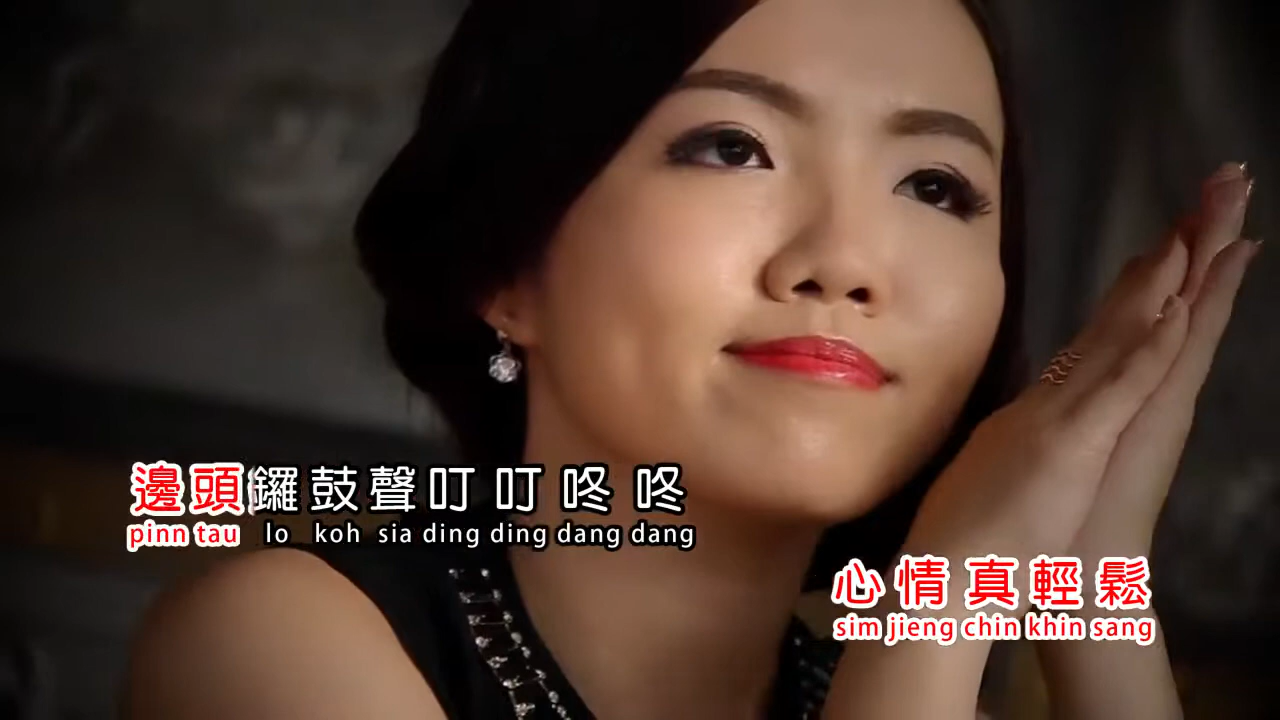 邊頭鑼鼓聲叮叮咚咚
pinn tau lo koh sia ding ding dang dang
心情真輕鬆
sim jieng chin khin sang